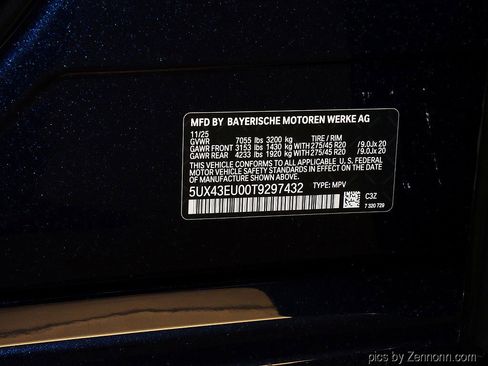 MFD BY BAYERISCHE MOTOREN WERKE AG
11/25
GVWR 7055 lbs 3200 kg TIRE / RIM
GAWR FRONT 3153 lbs 1430 kg WITH 275/45 R20 / 9.0Jx 20
GAWR REAR 4233 lbs 1920 kg WITH 275/45 R20 / 9.0Jx 20
THIS VEHICLE CONFORMS TO ALL APPLICABLE U.S. FEDERAL
MOTOR VEHICLE SAFETY STANDARDS IN EFFECT ON THE DATE
OF MANUFACTURE SHOWN ABOVE.
5UX43EU00T9297432 TYPE: MPV
C3Z
7 320 729
pics by Zennonn.com